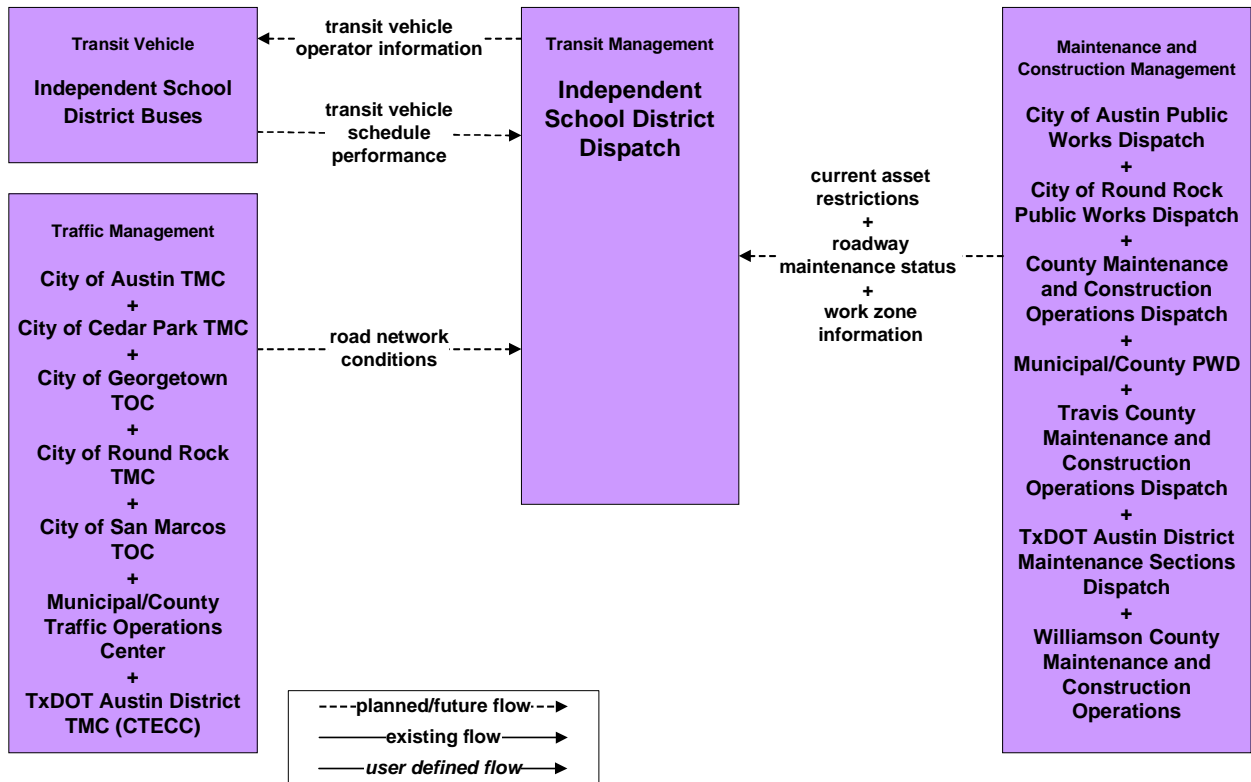 Transit Vehicle
Independent School
District Buses
transit vehicle
operator information
transit vehicle
schedule
performance
Transit Management
Independent
School District
Dispatch
Traffic Management
City of Austin TMC
+
City of Cedar Park TMC
+
City of Georgetown
TOC
+
City of Round Rock
TMC
+
City of San Marcos
TOC
+
Municipal/County
Traffic Operations
Center
+
TxDOT Austin District
TMC (CTECC)
road network
conditions
current asset
restrictions
+
roadway
maintenance status
+
work zone
information
Maintenance and
Construction Management
City of Austin Public
Works Dispatch
+
City of Round Rock
Public Works Dispatch
+
County Maintenance
and Construction
Operations Dispatch
+
Municipal/County PWD
+
Travis County
Maintenance and
Construction
Operations Dispatch
+
TxDOT Austin District
Maintenance Sections
Dispatch
+
Williamson County
Maintenance and
Construction
Operations
planned/future flow
existing flow
user defined flow